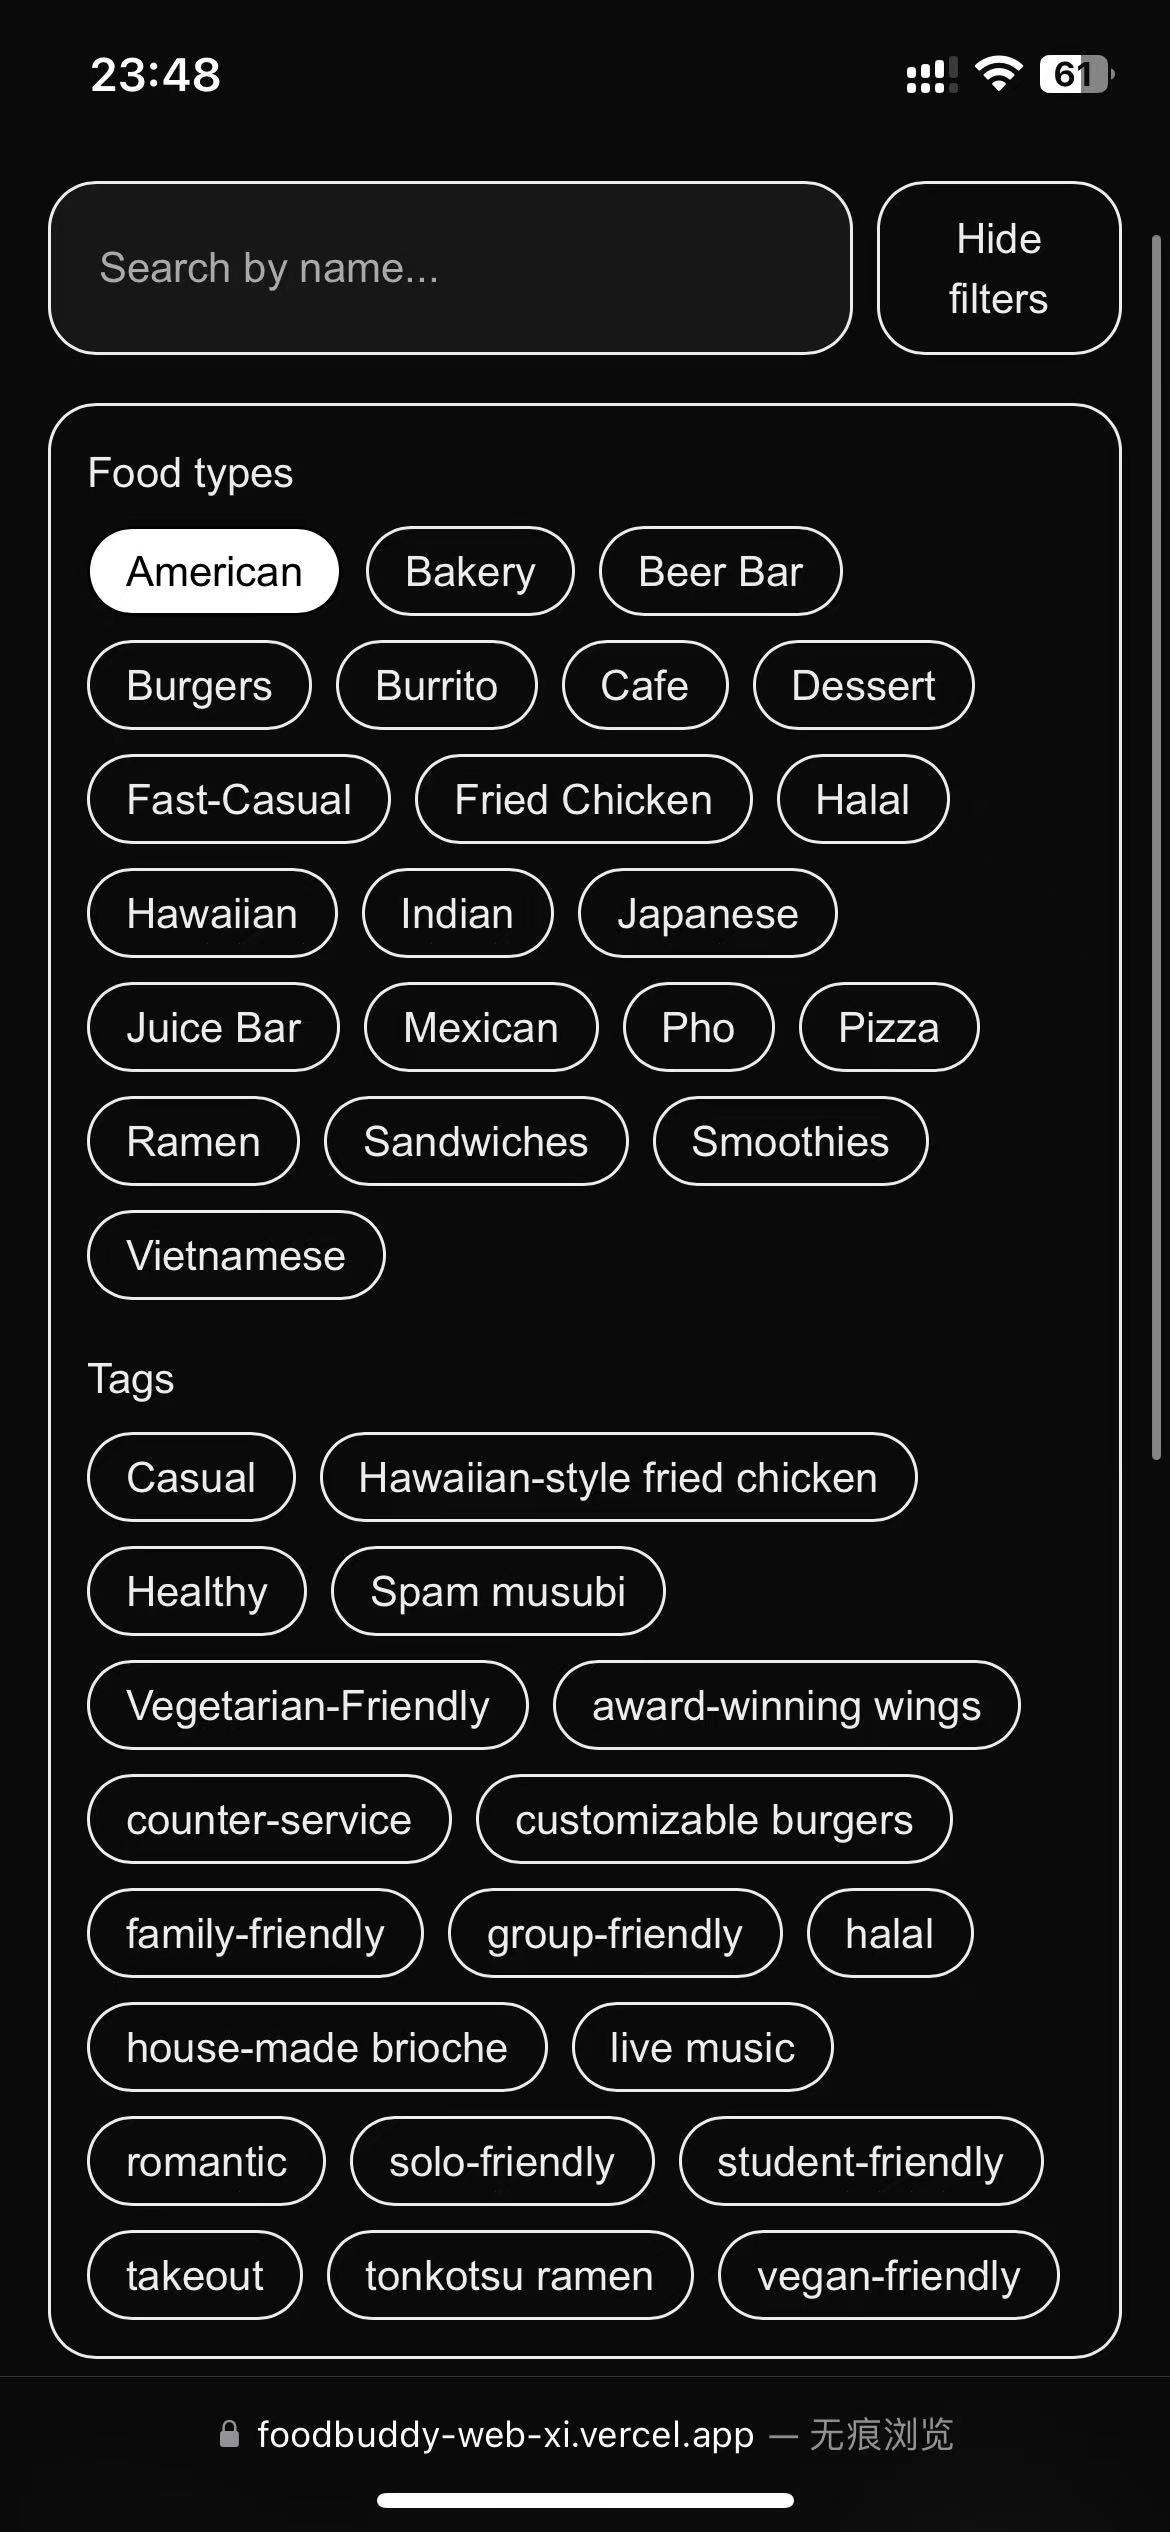 23:48
61
Search by name...
Hide
filters
Food types
American Bakery Beer Bar
Burgers Burrito Cafe Dessert
Fast-Casual Fried Chicken Halal
Hawaiian Indian Japanese
Juice Bar Mexican Pho Pizza
Ramen Sandwiches Smoothies
Vietnamese
Tags
Casual Hawaiian-style fried chicken
Healthy Spam musubi
Vegetarian-Friendly award-winning wings
counter-service customizable burgers
family-friendly group-friendly halal
house-made brioche live music
romantic solo-friendly student-friendly
takeout tonkotsu ramen vegan-friendly
foodbuddy-web-xi.vercel.app — 无痕浏览